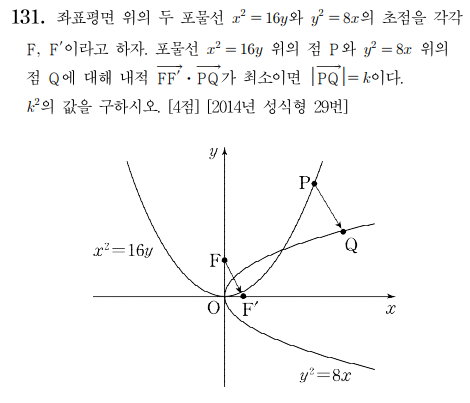 131. 좌표평면 위의 두 포물선 x²=16y와 y²=8x의 초점을 각각
F, F′이라고 하자. 포물선 x²=16y 위의 점 P와 y²=8x 위의
점 Q에 대해 내적 FF′⃗ · PQ⃗가 최소이면 |PQ⃗|=k이다.
k²의 값을 구하시오. [4점] [2014년 성식형 29번]
y
P
x²=16y
F
Q
O
F′
x
y²=8x